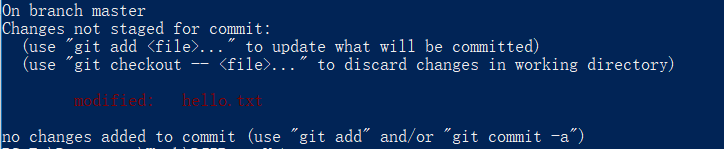 On branch master
Changes not staged for commit:
(use "git add <file>..." to update what will be committed)
(use "git checkout -- <file>..." to discard changes in working directory)
modified: hello.txt
no changes added to commit (use "git add" and/or "git commit -a")